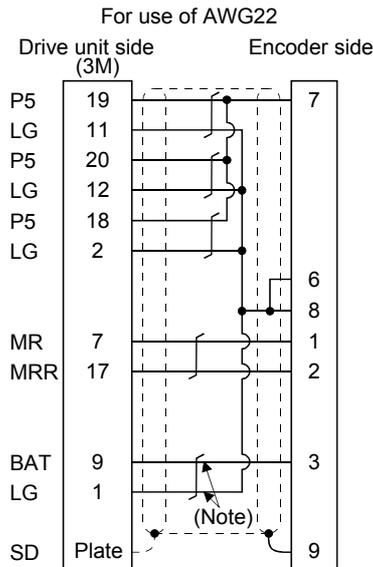 For use of AWG22
Drive unit side Encoder side
(3M)
P5 19 7
LG 11
P5 20
LG 12
P5 18
LG 2
6
8
MR 7 1
MRR 17 2
BAT 9 3
LG 1
(Note)
SD Plate 9